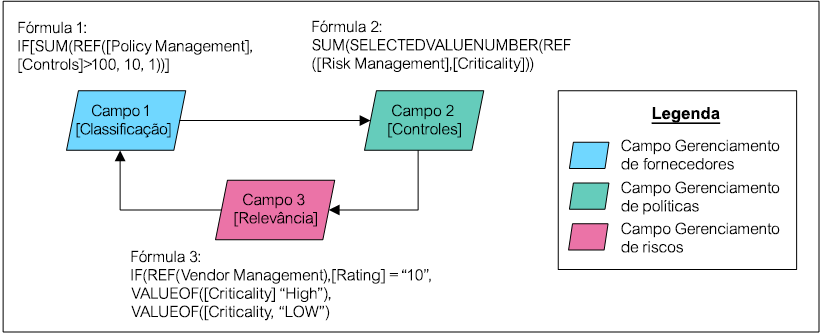 Fórmula 1:
IF[SUM(REF([Policy Management],
[Controls]>100, 10, 1))]
Fórmula 2:
SUM(SELECTEDVALUENUMBER(REF
([Risk Management],[Criticality]))
Campo 1
[Classificação]
Campo 2
[Controles]
Campo 3
[Relevância]
Fórmula 3:
IF(REF(Vendor Management),[Rating] = “10”,
VALUEOF([Criticality] “High”),
VALUEOF([Criticality, “LOW”)
Legenda
Campo Gerenciamento
de fornecedores
Campo Gerenciamento
de políticas
Campo Gerenciamento
de riscos